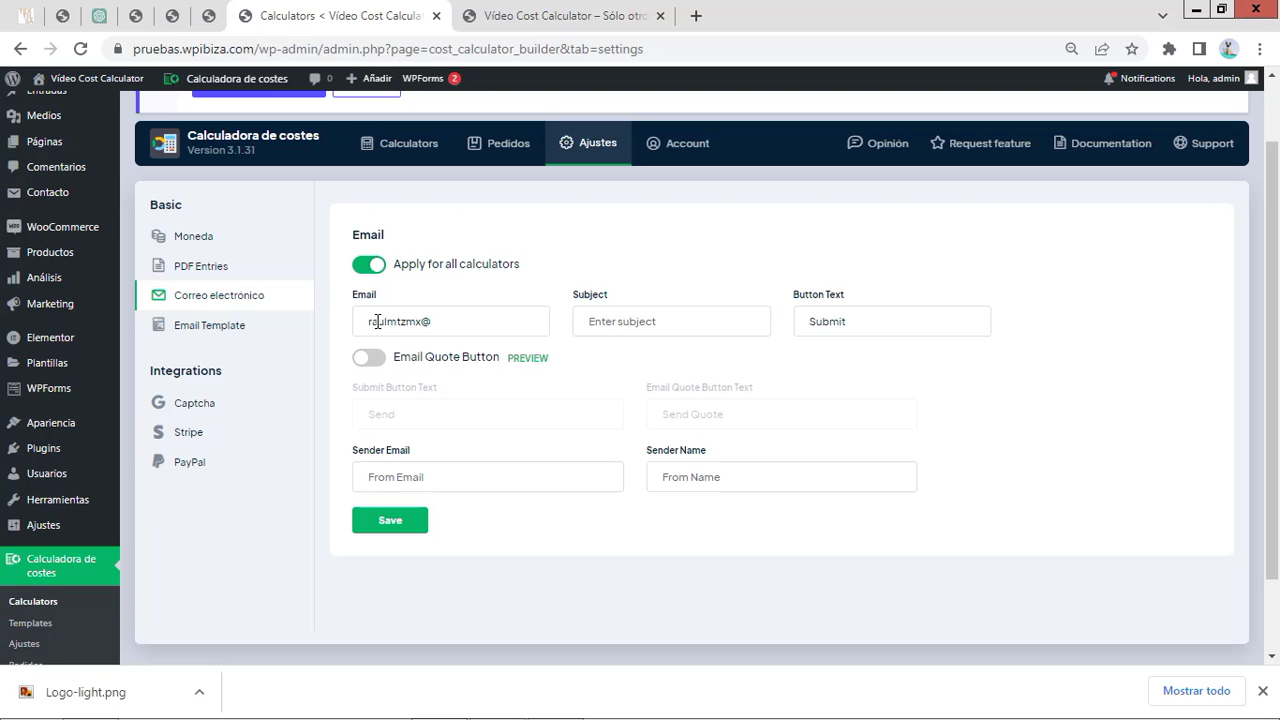 Calculators < Vídeo Cost Calcula
Vídeo Cost Calculator – Sólo otro
pruebas.wpibiza.com/wp-admin/admin.php?page=cost_calculator_builder&tab=settings
Vídeo Cost Calculator
Calculadora de costes
0
Añadir
WPForms 2
Notifications
Hola, admin
Entradas
Medios
Páginas
Comentarios
Contacto
WooCommerce
Productos
Análisis
Marketing
Elementor
Plantillas
WPForms
Apariencia
Plugins
Usuarios
Herramientas
Ajustes
Calculadora de
costes
Calculators
Templates
Ajustes
Pedidos
Calculadora de costes
Version 3.1.31
Calculators
Pedidos
Ajustes
Account
Opinión
Request feature
Documentation
Support
Basic
Moneda
PDF Entries
Correo electrónico
Email Template
Integrations
Captcha
Stripe
PayPal
Email
Apply for all calculators
Email
Subject
Button Text
raulmtzmx@
Enter subject
Submit
Email Quote Button PREVIEW
Submit Button Text
Email Quote Button Text
Send
Send Quote
Sender Email
Sender Name
From Email
From Name
Save
Logo-light.png
Mostrar todo